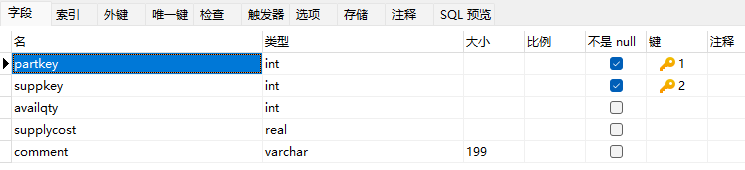 字段 索引 外键 唯一键 检查 触发器 选项 存储 注释 SQL 预览
名 类型 大小 比例 不是 null 键 注释
partkey int 1
suppkey int 2
availqty int
supplycost real
comment varchar 199